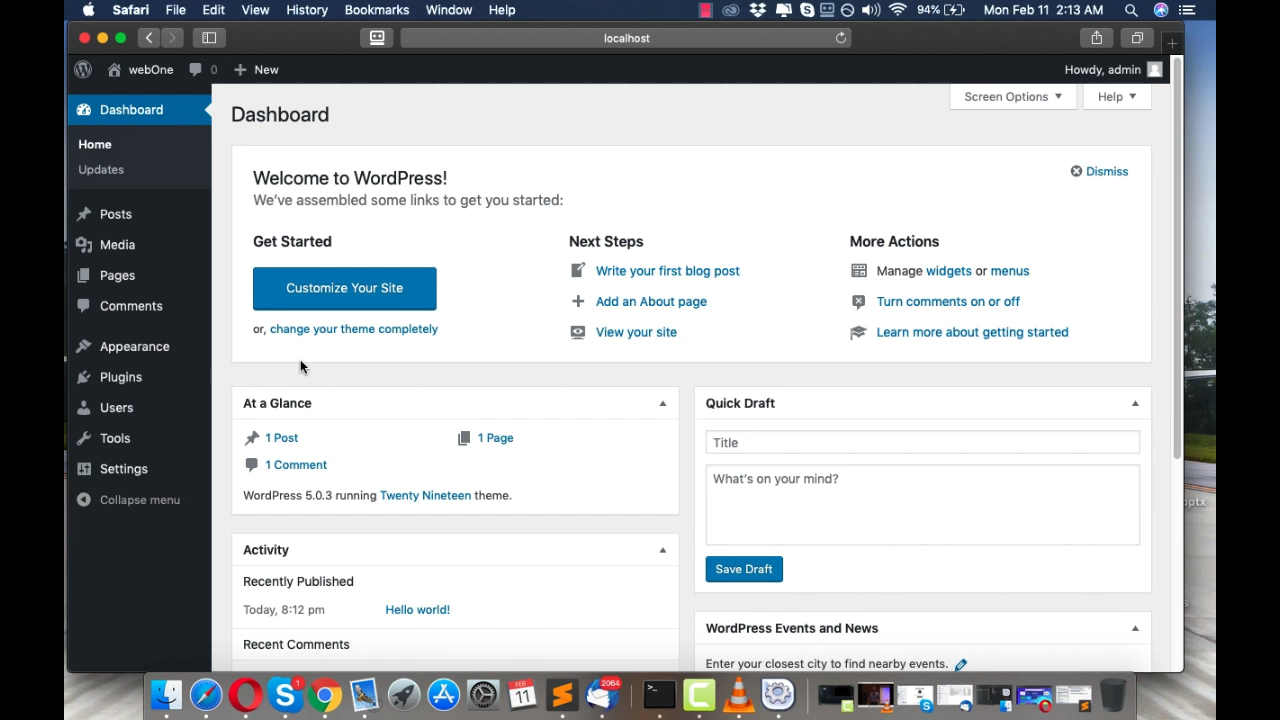 Safari File Edit View History Bookmarks Window Help 94% Mon Feb 11 2:13 AM
localhost
webOne 0 New Howdy, admin
Screen Options Help
Dashboard
Home
Updates
Posts
Media
Pages
Comments
Appearance
Plugins
Users
Tools
Settings
Collapse menu
Dashboard
Welcome to WordPress!
We've assembled some links to get you started:
Dismiss
Get Started
Customize Your Site
or, change your theme completely
Next Steps
Write your first blog post
Add an About page
View your site
More Actions
Manage widgets or menus
Turn comments on or off
Learn more about getting started
At a Glance
1 Post 1 Page
1 Comment
WordPress 5.0.3 running Twenty Nineteen theme.
Activity
Recently Published
Today, 8:12 pm Hello world!
Recent Comments
Quick Draft
Title
What's on your mind?
Save Draft
WordPress Events and News
Enter your closest city to find nearby events.
1
FEB
11
2064